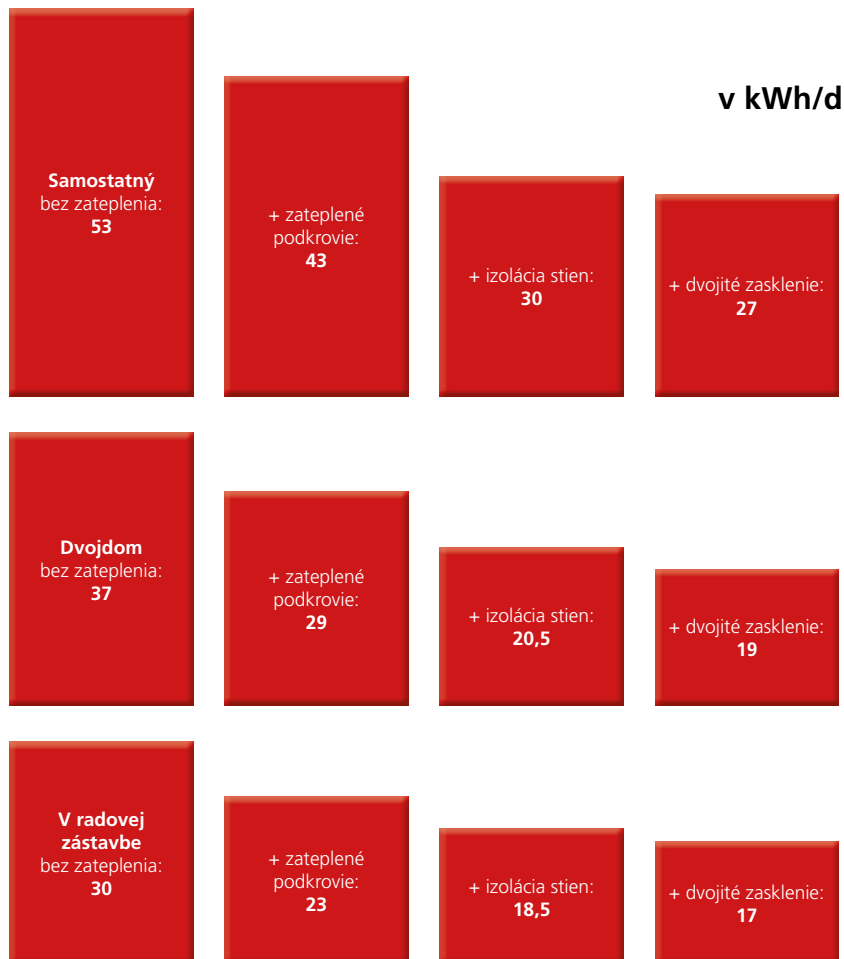 v kWh/d
Samostatný
bez zateplenia:
53
+ zateplené
podkrovie:
43
+ izolácia stien:
30
+ dvojité zasklenie:
27
Dvojdom
bez zateplenia:
37
+ zateplené
podkrovie:
29
+ izolácia stien:
20,5
+ dvojité zasklenie:
19
V radovej
zástavbe
bez zateplenia:
30
+ zateplené
podkrovie:
23
+ izolácia stien:
18,5
+ dvojité zasklenie:
17